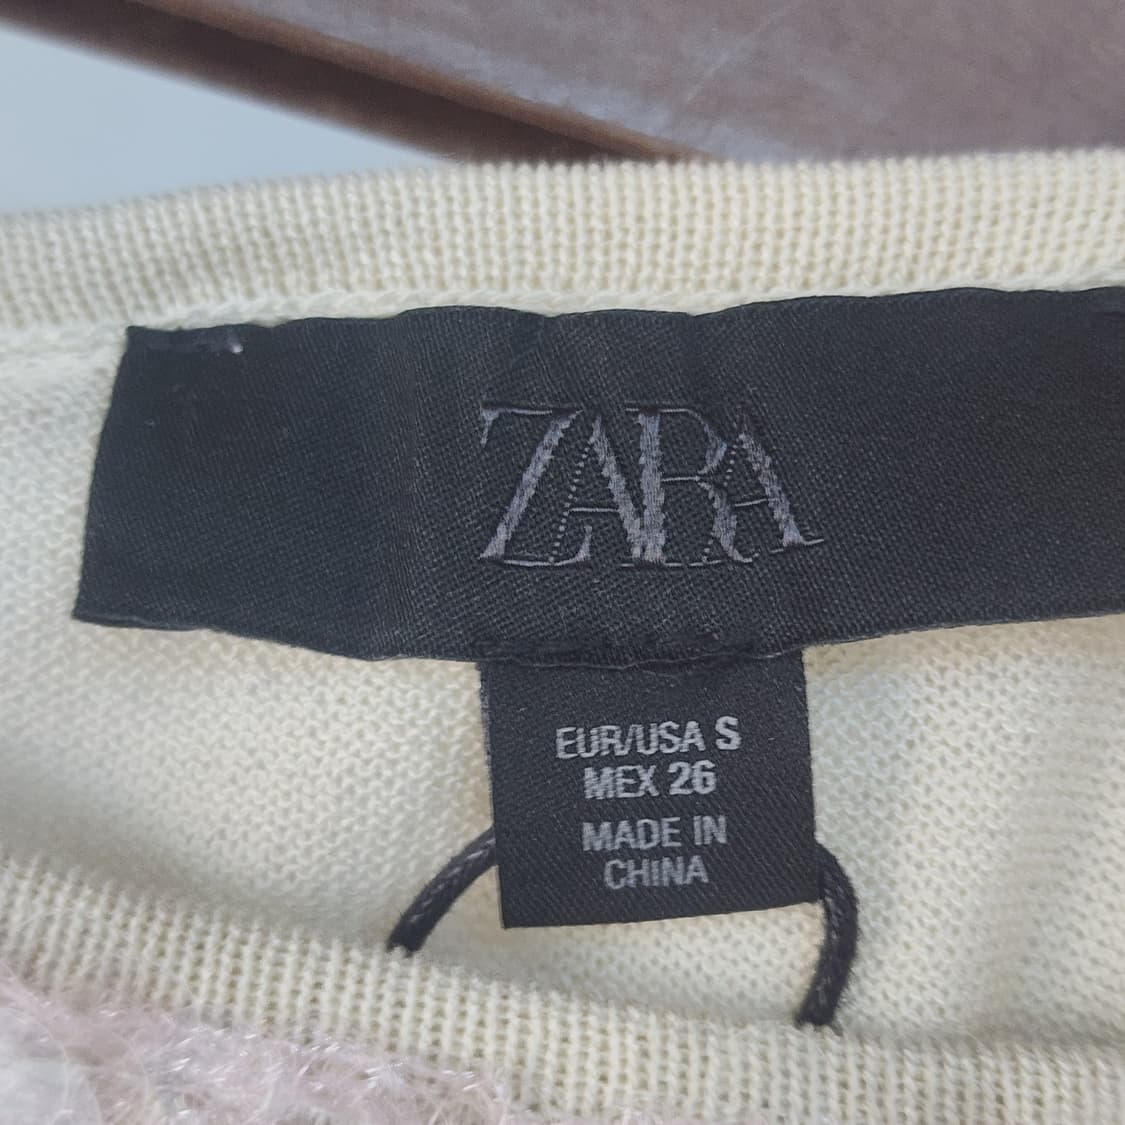 ZARA
EUR/USA S
MEX 26
MADE IN
CHINA